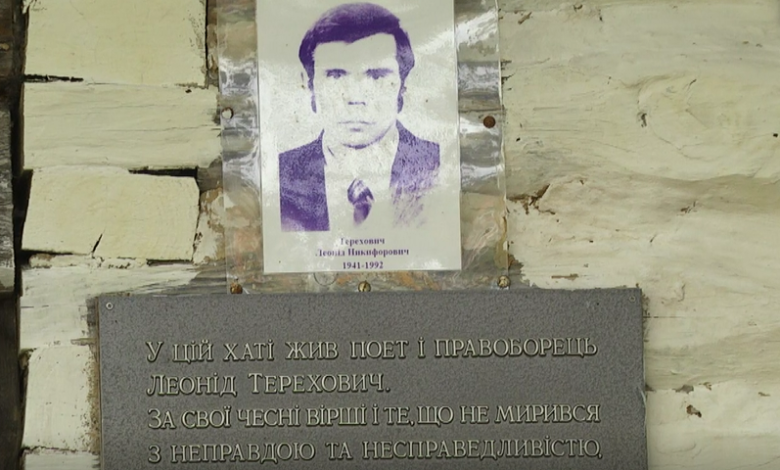 Терехович
Леонід Никифорович
1941-1992
У ЦІЙ ХАТІ ЖИВ ПОЕТ І ПРАВОБОРЕЦЬ
ЛЕОНІД ТЕРЕХОВИЧ.
ЗА СВОЇ ЧЕСНІ ВІРШІ І ТЕ, ЩО НЕ МИРИВСЯ
З НЕПРАВДОЮ ТА НЕСПРАВЕДЛИВІСТЮ,